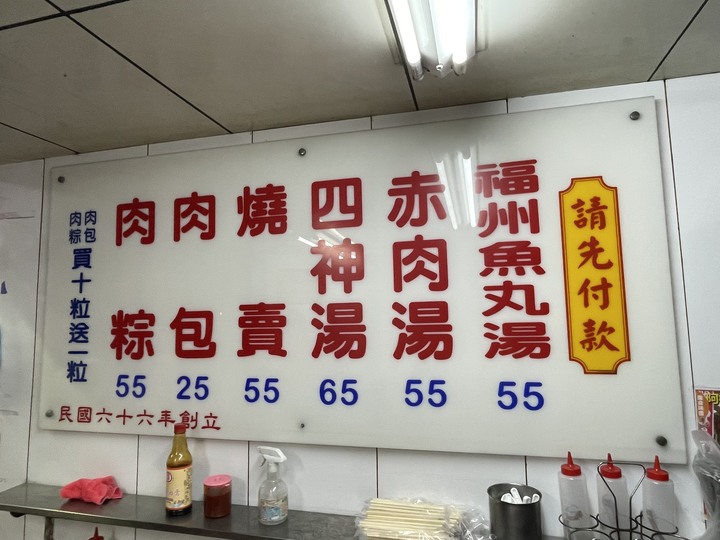 請先付款
福州魚丸湯
55
赤肉湯
55
四神湯
65
燒賣
55
肉包
25
肉粽
55
肉包
肉粽
買十粒送一粒
民國六十六年創立